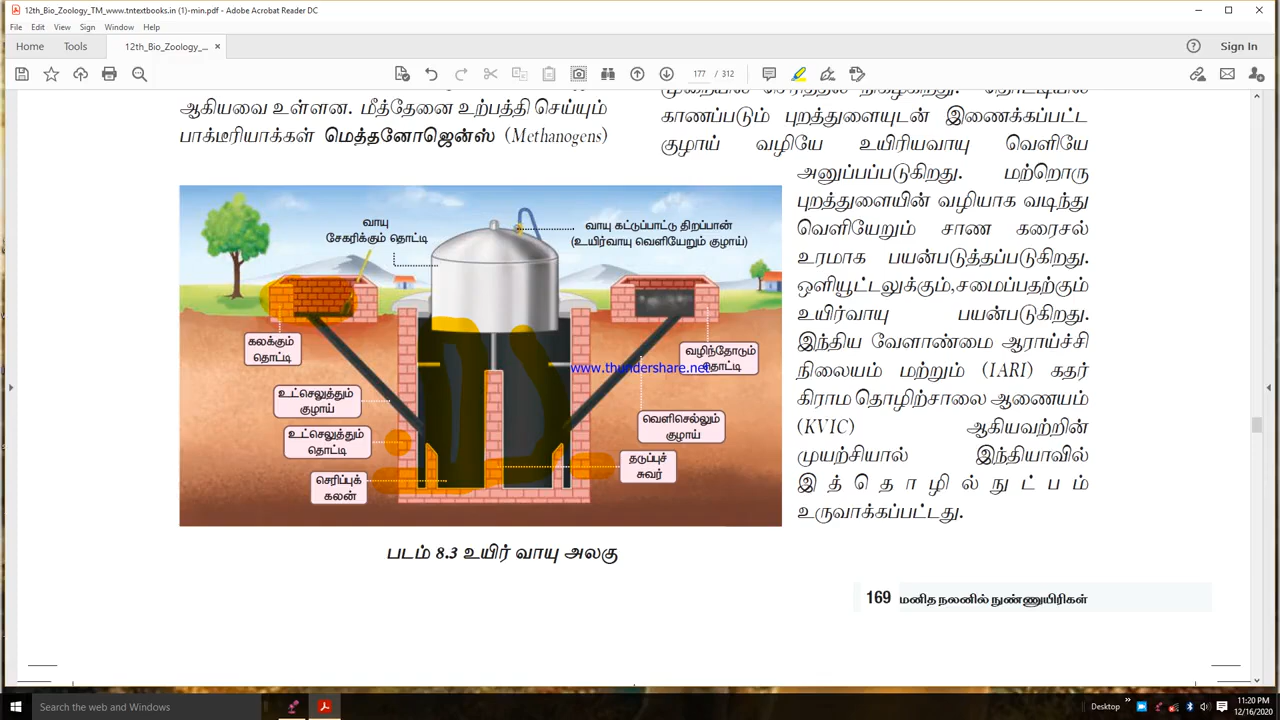 12th_Bio_Zoology_TM_www.tntextbooks.in (1)-min.pdf - Adobe Acrobat Reader DC
File Edit View Sign Window Help
Home Tools 12th_Bio_Zoology_... × Sign In
177 / 312
ஆகியவை உள்ளன. மீத்தேனை உற்பத்தி செய்யும்
பாக்டீரியாக்கள் மெத்தனோஜென்ஸ் (Methanogens)
முறையில் செரித்தல் நிகழ்கிறது. தொட்டியில்
காணப்படும் புறத்துளையுடன் இணைக்கப்பட்ட
குழாய் வழியே உயிரியவாயு வெளியே
அனுப்பப்படுகிறது. மற்றொரு
புறத்துளையின் வழியாக வடிந்து
வெளியேறும் சாண கரைசல்
உரமாக பயன்படுத்தப்படுகிறது.
ஒளியூட்டலுக்கும்,சமைப்பதற்கும்
உயிர்வாயு பயன்படுகிறது.
இந்திய வேளாண்மை ஆராய்ச்சி
நிலையம் மற்றும் (IARI) கதர்
கிராம தொழிற்சாலை ஆணையம்
(KVIC) ஆகியவற்றின்
முயற்சியால் இந்தியாவில்
இத்தொழில்நுட்பம்
உருவாக்கப்பட்டது.
வாயு
சேகரிக்கும் தொட்டி
வாயு கட்டுப்பாட்டு திறப்பான்
(உயிர்வாயு வெளியேறும் குழாய்)
கலக்கும்
தொட்டி
உட்செலுத்தும்
குழாய்
உட்செலுத்தும்
தொட்டி
செரிப்புக்
கலன்
வழிந்தோடும்
தொட்டி
www.thundershare.net
வெளிசெல்லும்
குழாய்
தடுப்புச்
சுவர்
படம் 8.3 உயிர் வாயு அலகு
169 மனித நலனில் நுண்ணுயிரிகள்
Search the web and Windows
Desktop
11:20 PM
12/16/2020